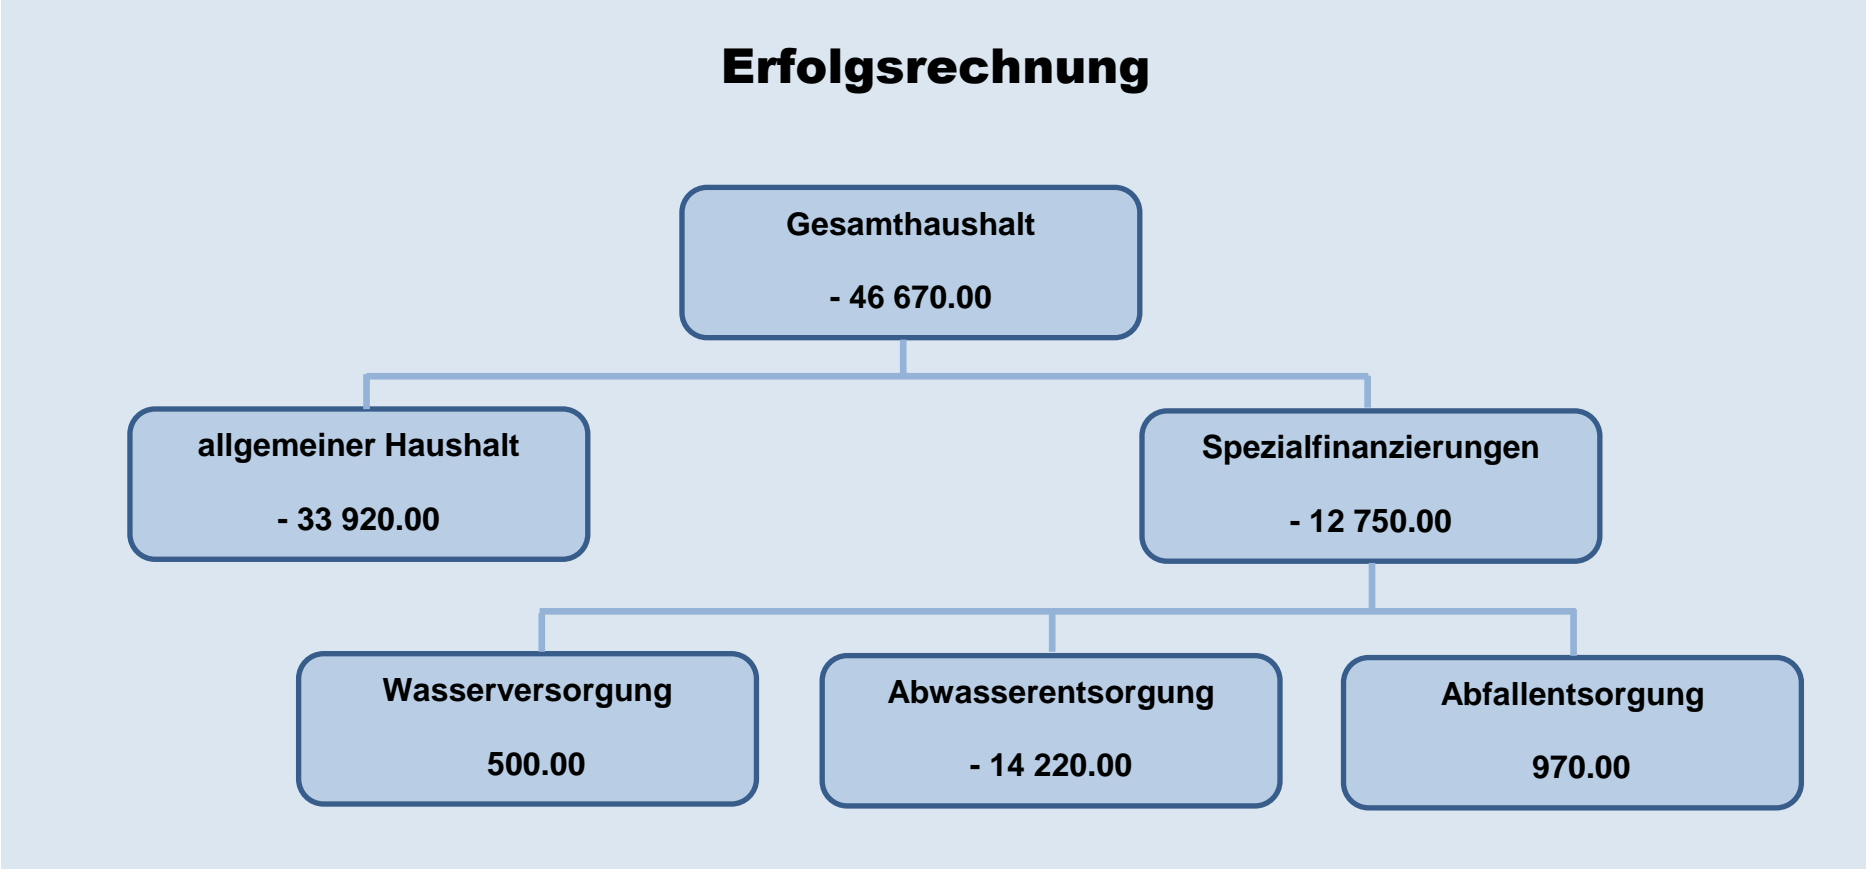 Erfolgsrechnung
Gesamthaushalt
- 46 670.00
allgemeiner Haushalt
- 33 920.00
Spezialfinanzierungen
- 12 750.00
Wasserversorgung
500.00
Abwasserentsorgung
- 14 220.00
Abfallentsorgung
970.00